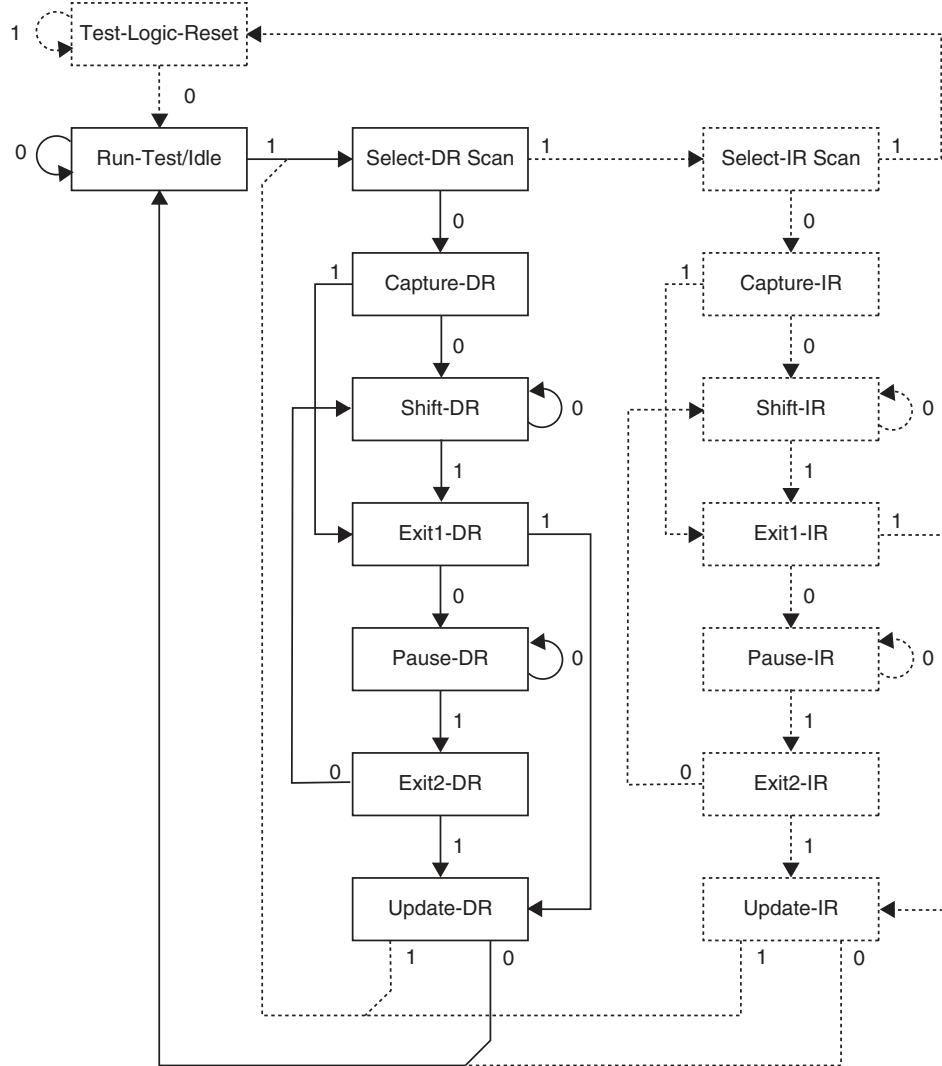 1 Test-Logic-Reset
0
0 Run-Test/Idle 1 Select-DR Scan 1 Select-IR Scan 1
0 0
1 Capture-DR 1 Capture-IR
0 0
Shift-DR 0 Shift-IR 0
1 1
Exit1-DR 1 Exit1-IR 1
0 0
Pause-DR 0 Pause-IR 0
1 1
0 Exit2-DR 0 Exit2-IR
1 1
Update-DR Update-IR
1 0 1 0